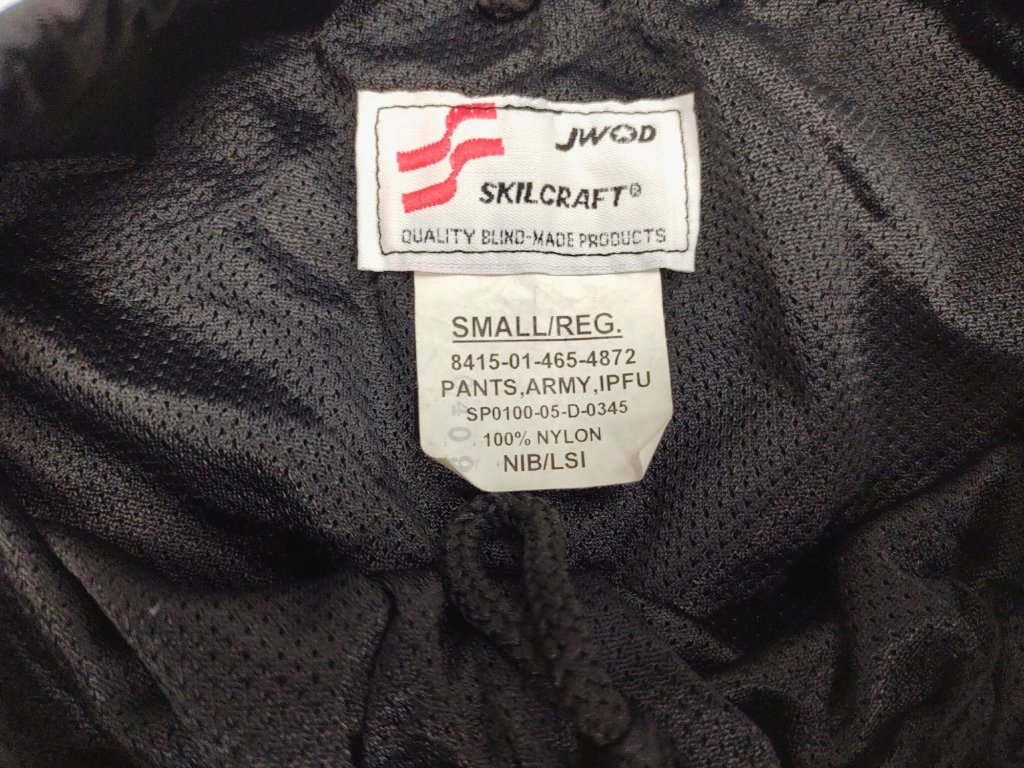 JWOD
SKILCRAFT®
QUALITY BLIND-MADE PRODUCTS
SMALL/REG.
8415-01-465-4872
PANTS,ARMY,IPFU
SP0100-05-D-0345
100% NYLON
NIB/LSI